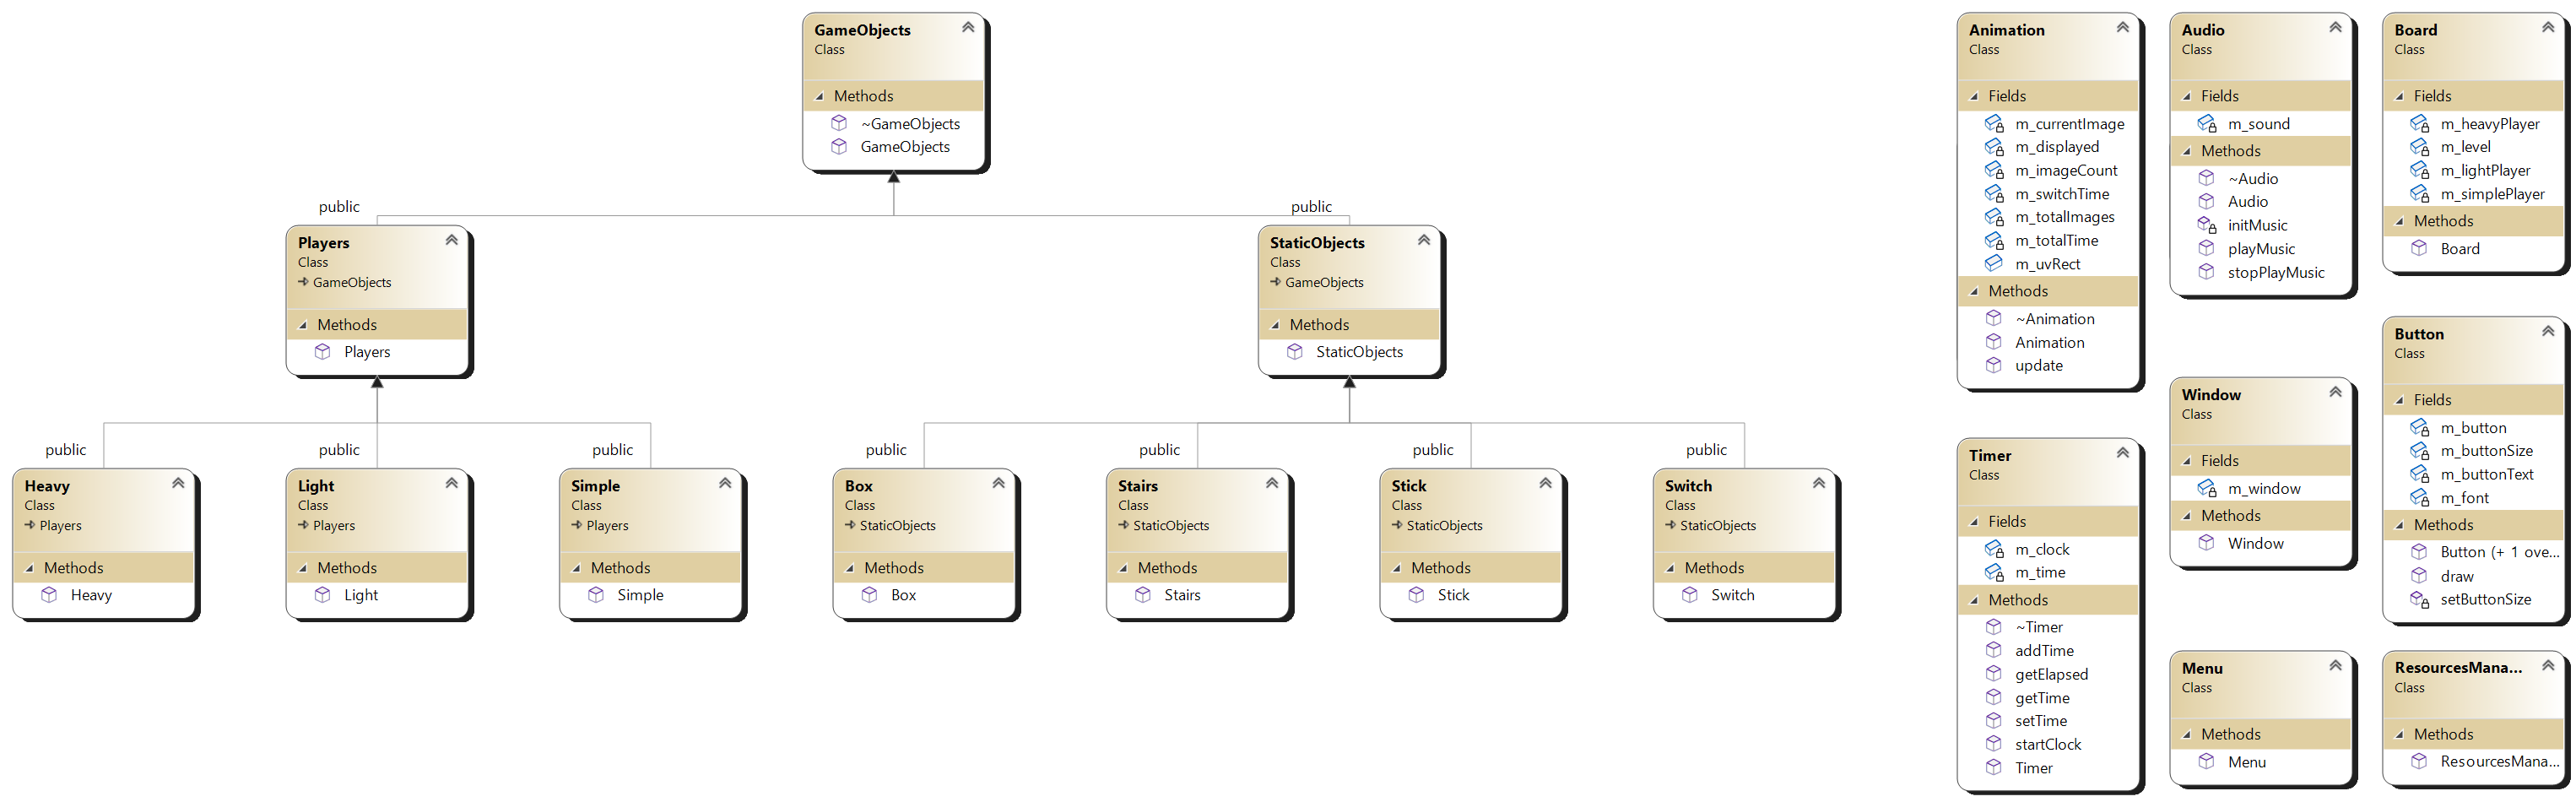 GameObjects
Class
Methods
~GameObjects
GameObjects
public
public
Players
Class
GameObjects
Methods
Players
StaticObjects
Class
GameObjects
Methods
StaticObjects
public
public
public
public
public
public
public
Heavy
Class
Players
Methods
Heavy
Light
Class
Players
Methods
Light
Simple
Class
Players
Methods
Simple
Box
Class
StaticObjects
Methods
Box
Stairs
Class
StaticObjects
Methods
Stairs
Stick
Class
StaticObjects
Methods
Stick
Switch
Class
StaticObjects
Methods
Switch
Animation
Class
Fields
m_currentImage
m_displayed
m_imageCount
m_switchTime
m_totalImages
m_totalTime
m_uvRect
Methods
~Animation
Animation
update
Timer
Class
Fields
m_clock
m_time
Methods
~Timer
addTime
getElapsed
getTime
setTime
startClock
Timer
Audio
Class
Fields
m_sound
Methods
~Audio
Audio
initMusic
playMusic
stopPlayMusic
Window
Class
Fields
m_window
Methods
Window
Menu
Class
Methods
Menu
Board
Class
Fields
m_heavyPlayer
m_level
m_lightPlayer
m_simplePlayer
Methods
Board
Button
Class
Fields
m_button
m_buttonSize
m_buttonText
m_font
Methods
Button (+ 1 ove...
draw
setButtonSize
ResourcesMana...
Class
Methods
ResourcesMana...